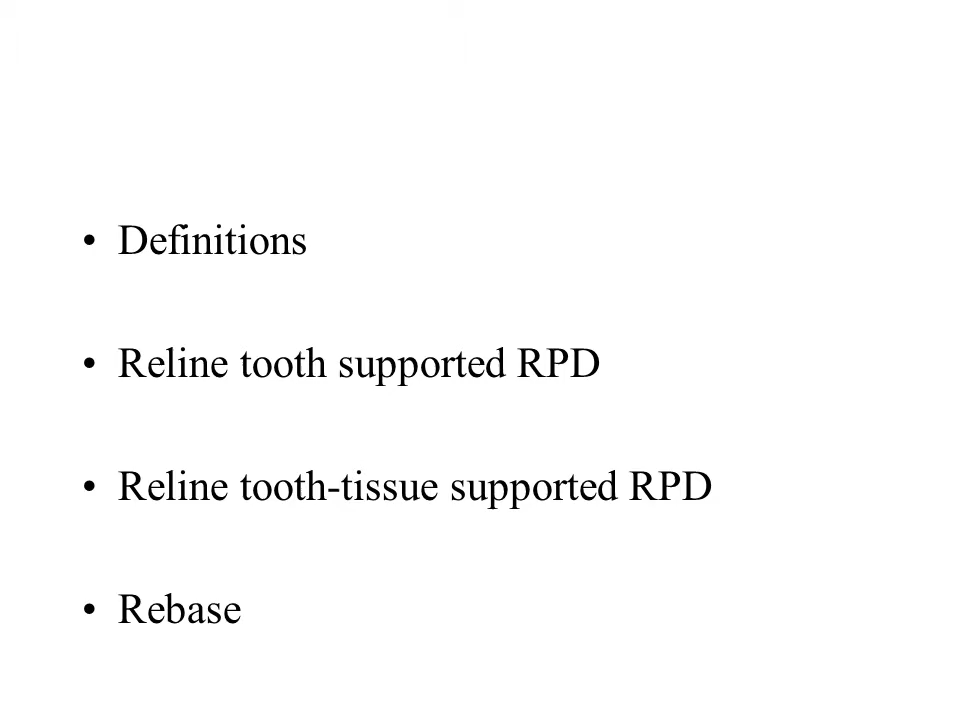 • Definitions
• Reline tooth supported RPD
• Reline tooth-tissue supported RPD
• Rebase